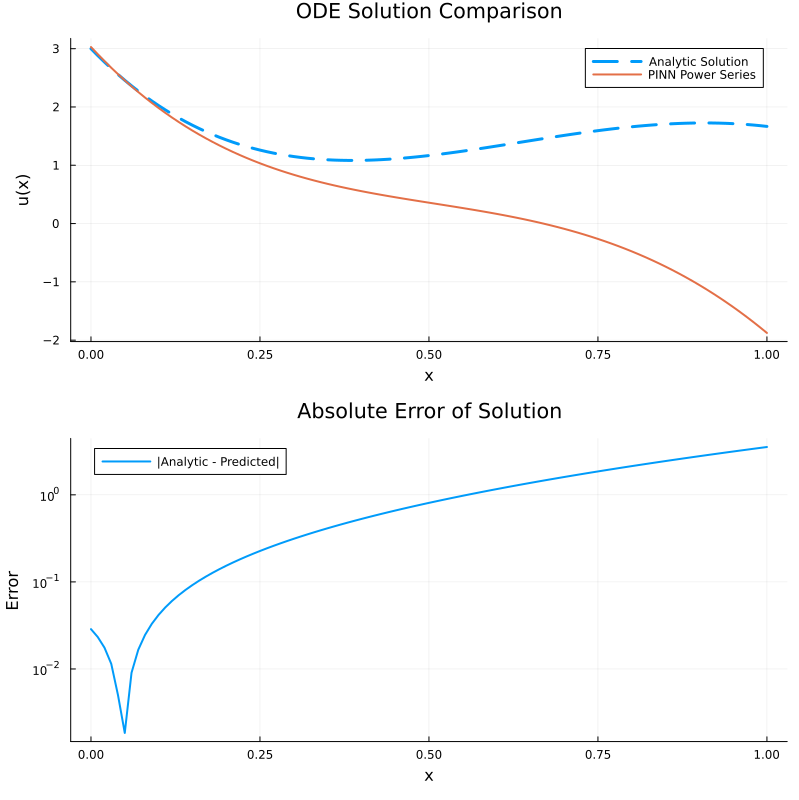 ODE Solution Comparison
3
2
1
0
−1
−2
u(x)
Analytic Solution
PINN Power Series
0.00 0.25 0.50 0.75 1.00
x
Absolute Error of Solution
|Analytic - Predicted|
10⁰
10⁻¹
10⁻²
Error
0.00 0.25 0.50 0.75 1.00
x